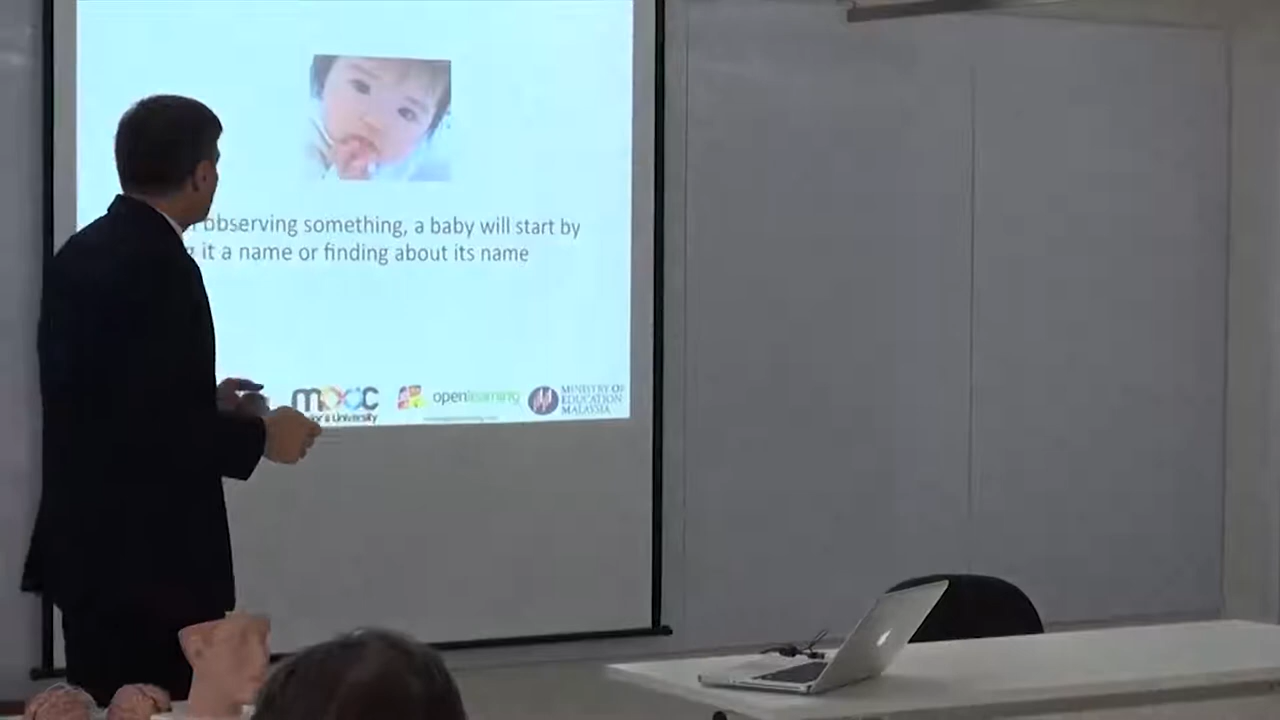 observing something, a baby will start by
it a name or finding about its name
mooc
University
openlearning
MINISTRY OF
EDUCATION
MALAYSIA